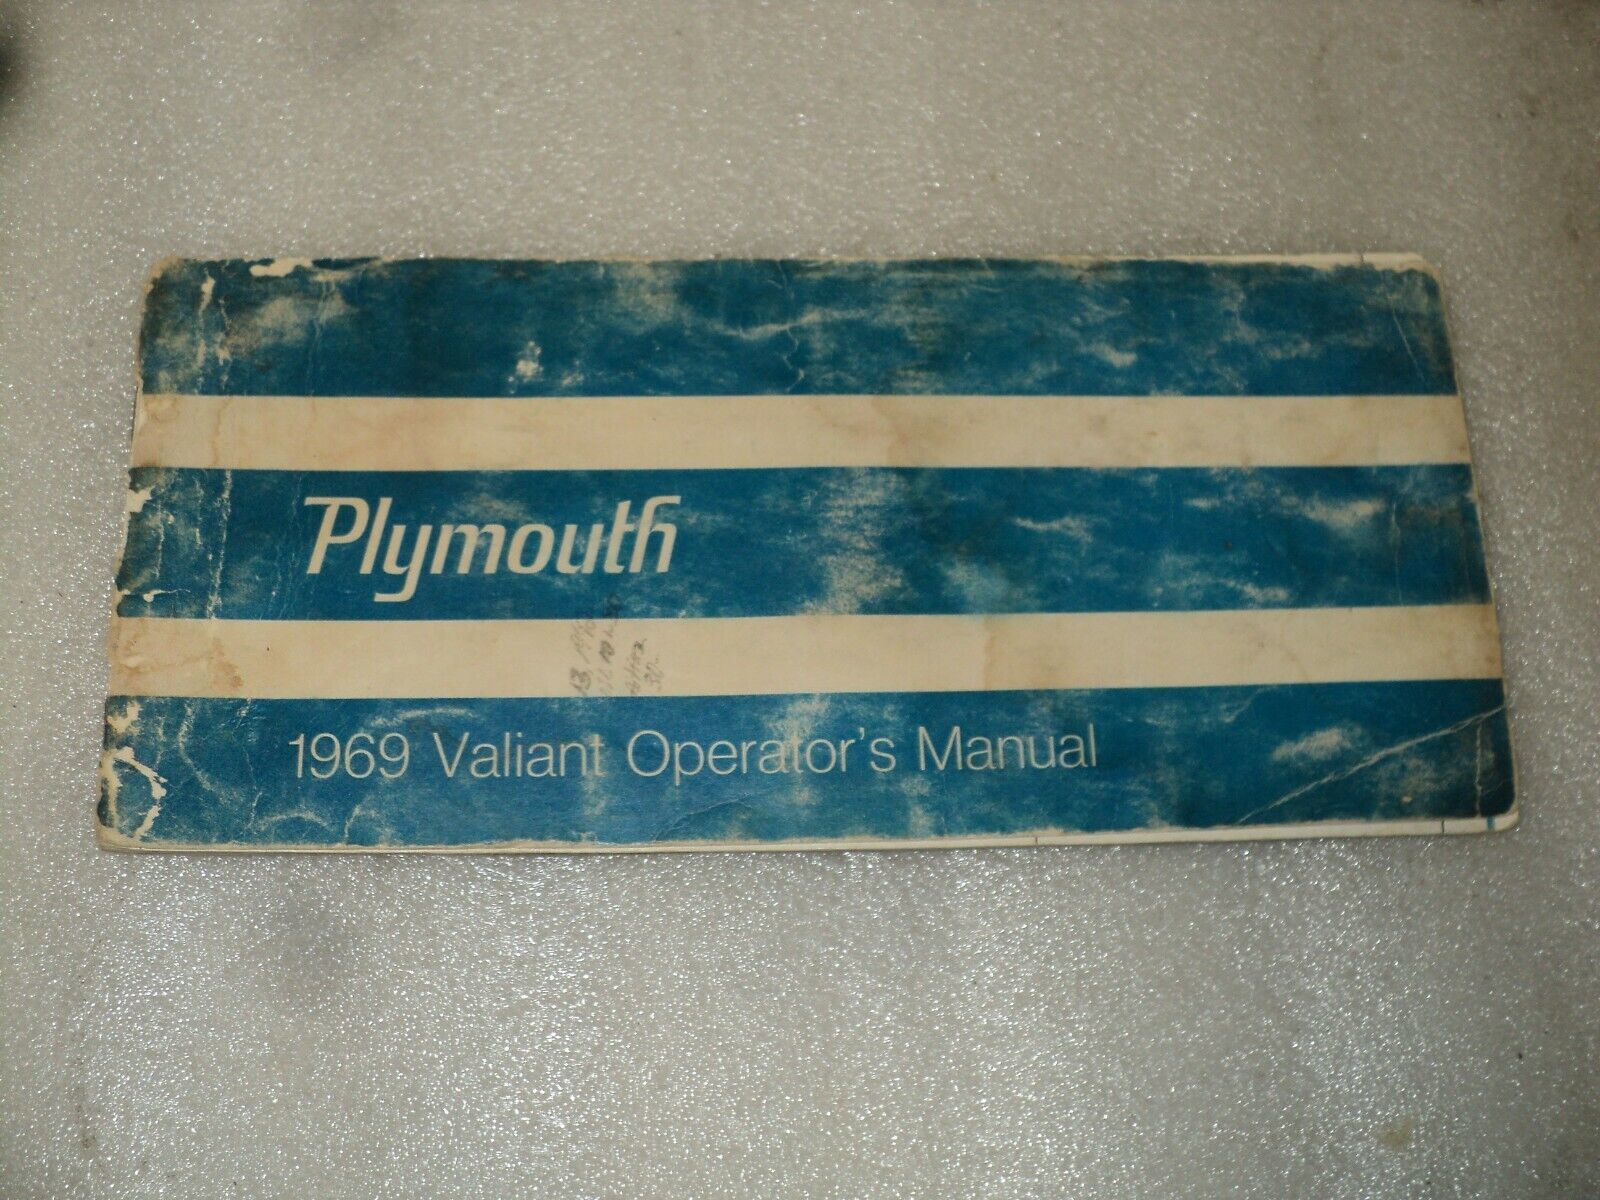 Plymouth
1969 Valiant Operator's Manual